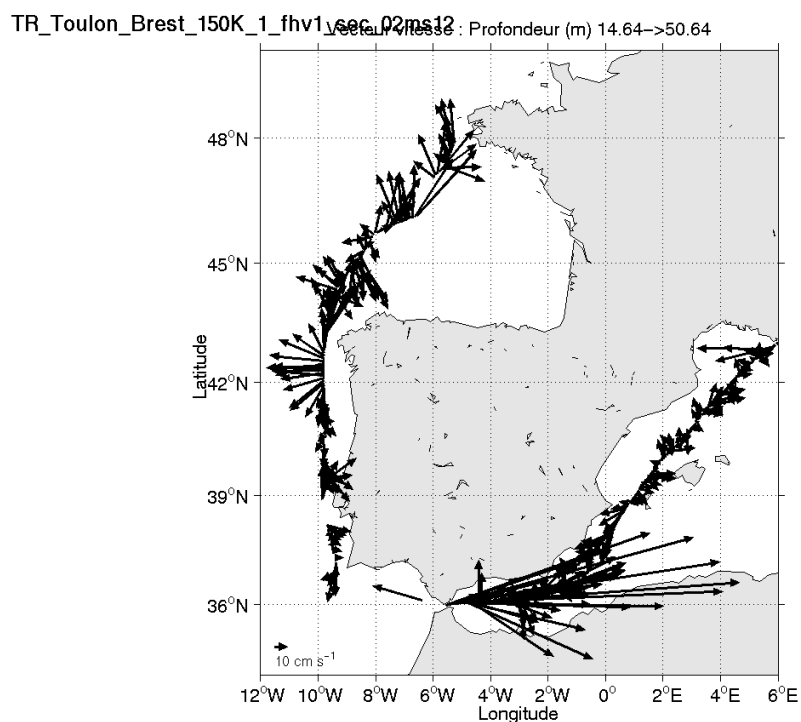 TR_Toulon_Brest_150K_1_fhv1_sec_02ms12
Vecteur vitesse : Profondeur (m) 14.64-->50.64
48°N
45°N
Latitude
42°N
39°N
36°N
10 cm s⁻¹
12°W 10°W 8°W 6°W 4°W 2°W 0° 2°E 4°E 6°E
Longitude